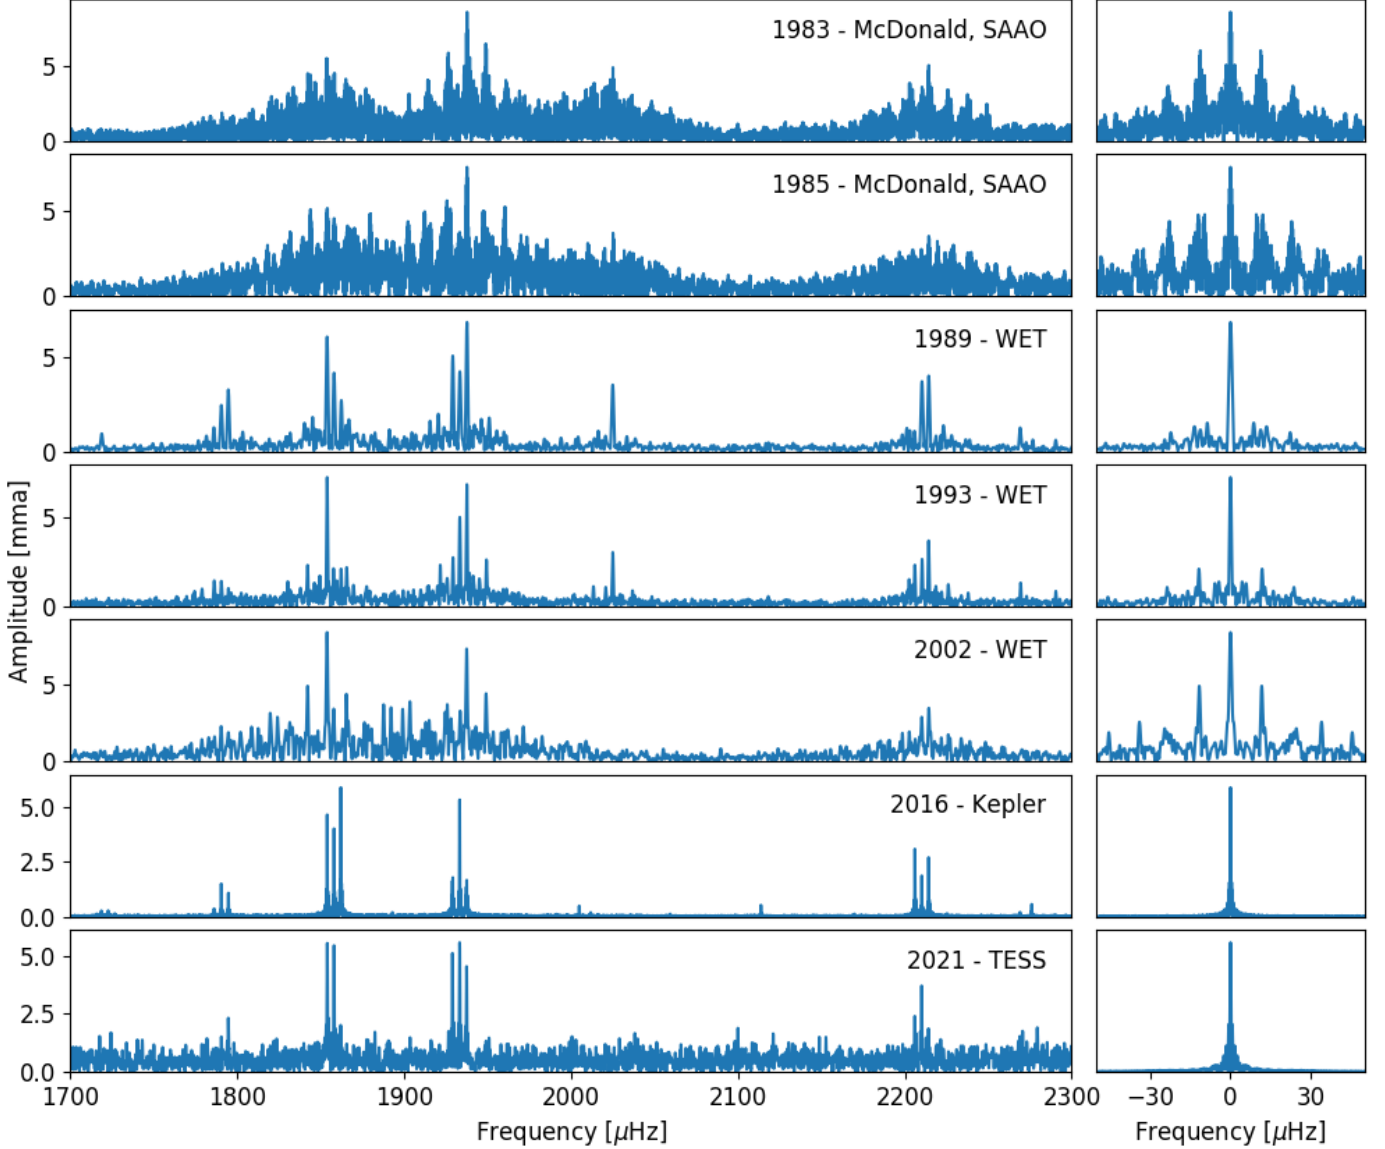 1983 - McDonald, SAAO
5
0
1985 - McDonald, SAAO
5
0
1989 - WET
5
0
1993 - WET
5
0
2002 - WET
5
0
2016 - Kepler
5.0
2.5
0.0
2021 - TESS
5.0
2.5
0.0
Amplitude [mma]
1700 1800 1900 2000 2100 2200 2300 −30 0 30
Frequency [μHz] Frequency [μHz]